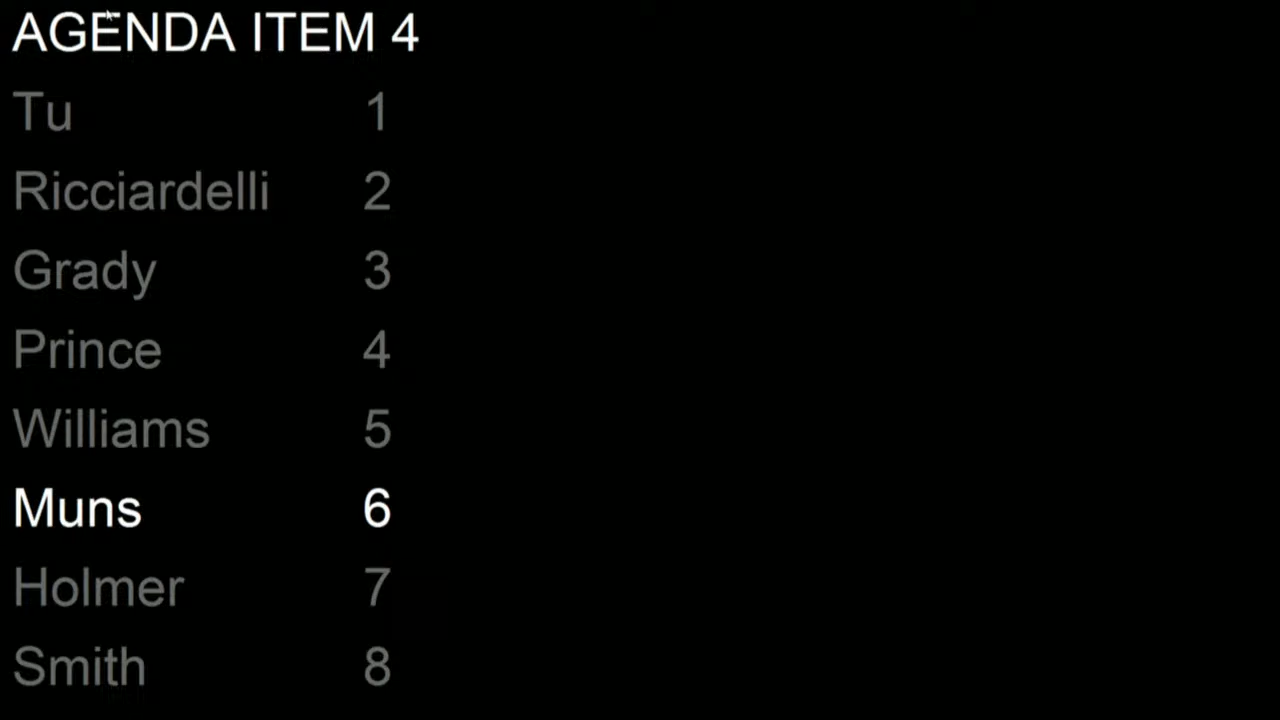 AGENDA ITEM 4
Tu 1
Ricciardelli 2
Grady 3
Prince 4
Williams 5
Muns 6
Holmer 7
Smith 8